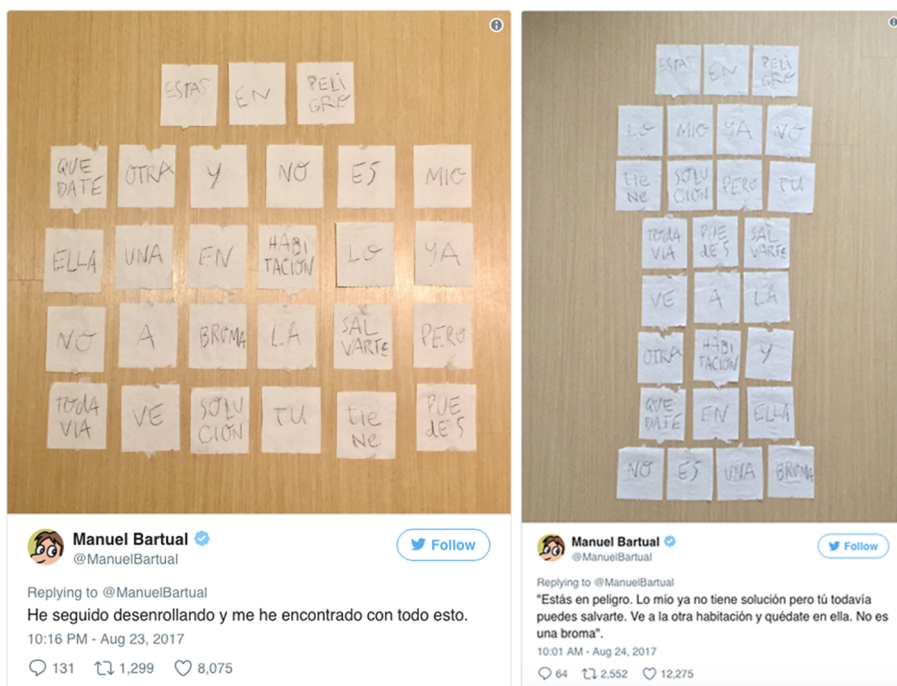 ESTAS EN PELI GRO
QUE DATE OTRA Y NO ES MIO
ELLA UNA EN HABI TACIÓN LO YA
NO A BROMA LA SAL VARTE PERO
TODA VIA VE SOLU CIÓN TU tie Ne PUE dES
Manuel Bartual
@ManuelBartual
Follow
Replying to @ManuelBartual
He seguido desenrollando y me he encontrado con todo esto.
10:16 PM - Aug 23, 2017
131 1,299 8,075
ESTAS EN PELI GRO
LO MIO YA NO
tie Ne SOLU CIÓN PERO TU
TODA VIA PUE dES SAL VARTE
VE A LA
OTRA HABI TACIÓN Y
QUE DATE EN ELLA
NO ES UNA BROMA
Manuel Bartual
@ManuelBartual
Follow
Replying to @ManuelBartual
"Estás en peligro. Lo mío ya no tiene solución pero tú todavía
puedes salvarte. Ve a la otra habitación y quédate en ella. No es
una broma".
10:01 AM - Aug 24, 2017
64 2,552 12,275